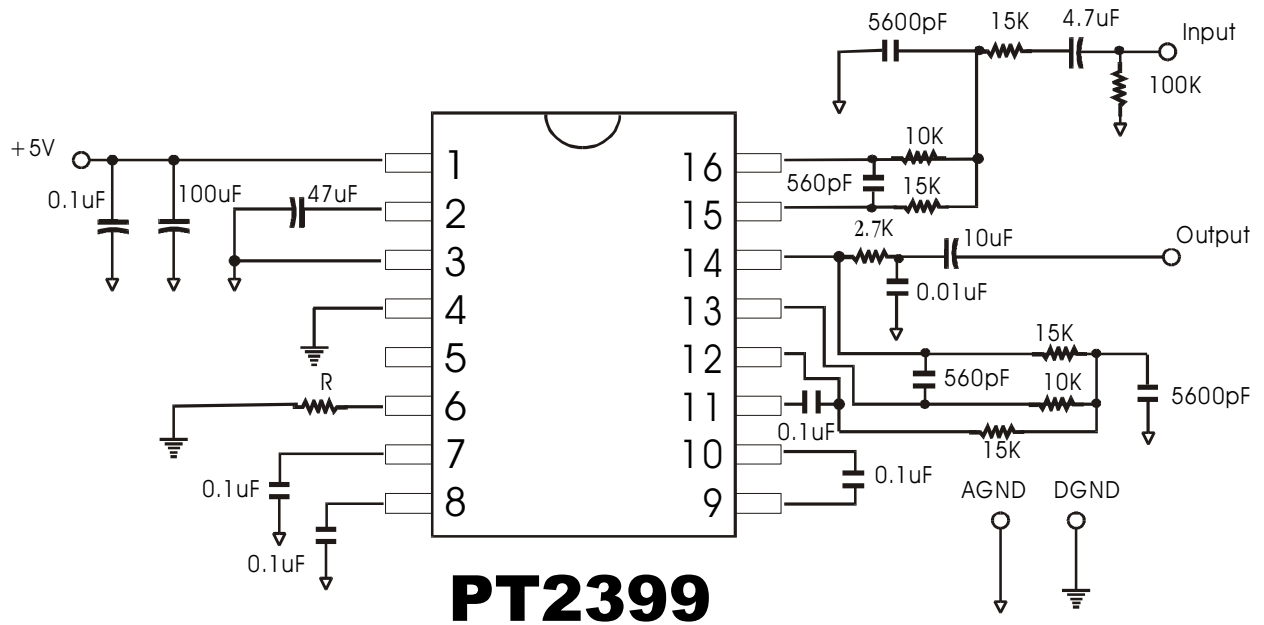 5600pF 15K 4.7uF Input
100K
+5V
0.1uF 100uF 47uF
1 16 10K
560pF 15K
2 15
2.7K 10uF Output
3 14
0.01uF
4 13
15K
5 12
560pF 10K 5600pF
R
6 11
0.1uF 15K
7 10
0.1uF 0.1uF
8 9
AGND DGND
0.1uF
PT2399